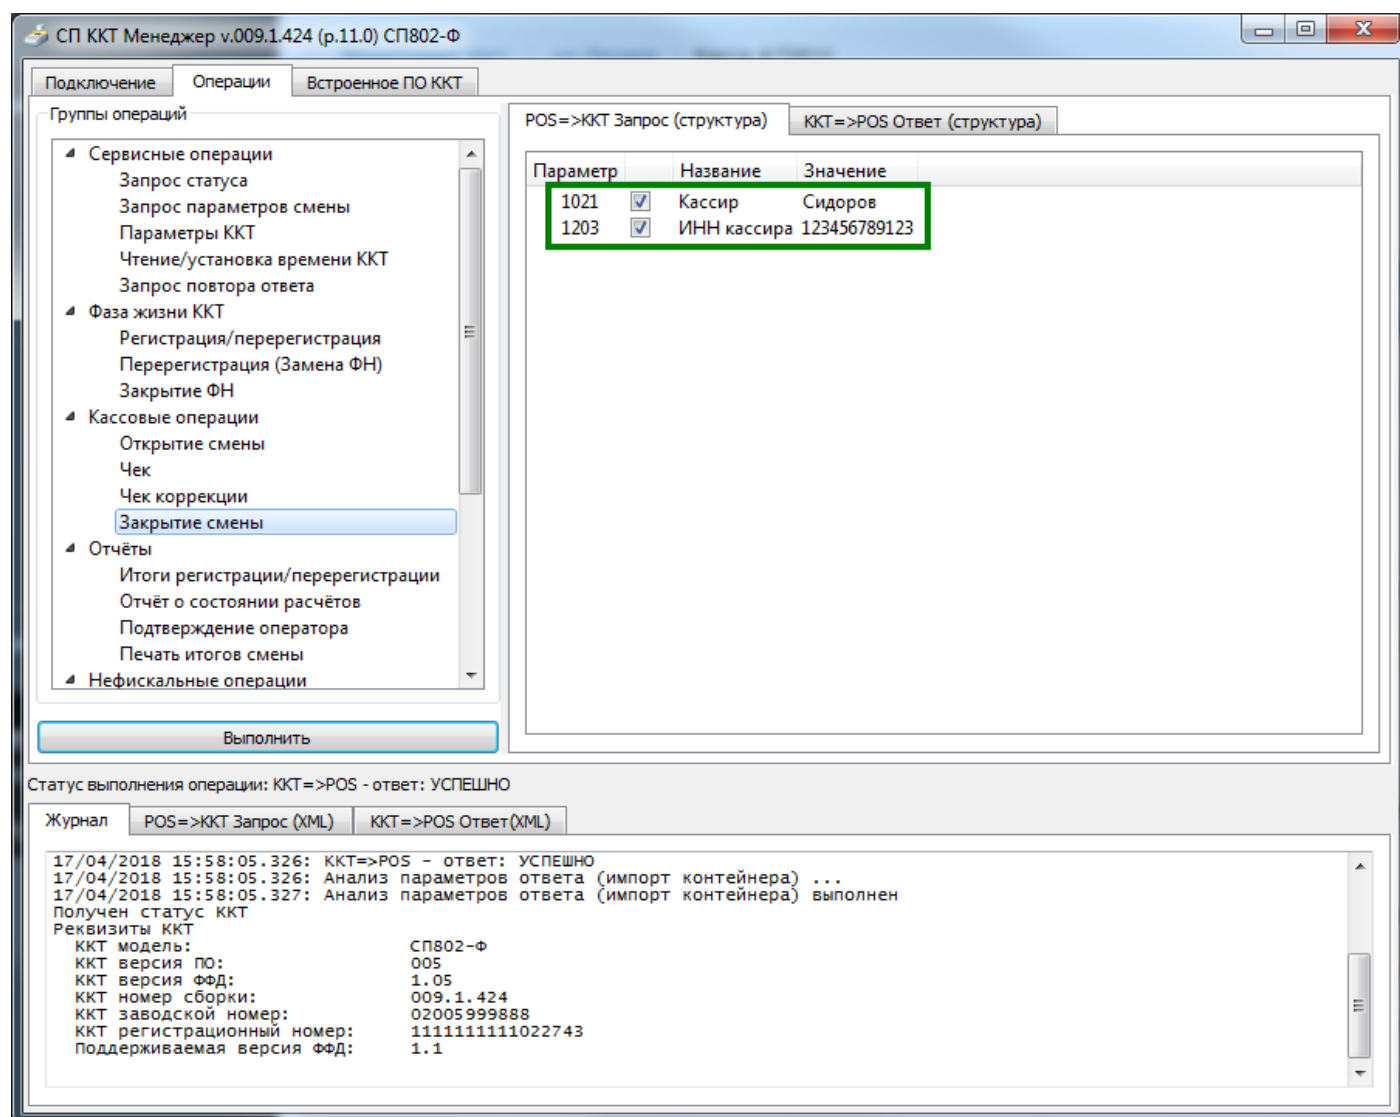 СП ККТ Менеджер v.009.1.424 (р.11.0) СП802-Ф
Подключение
Операции
Встроенное ПО ККТ
Группы операций
Сервисные операции
Запрос статуса
Запрос параметров смены
Параметры ККТ
Чтение/установка времени ККТ
Запрос повтора ответа
Фаза жизни ККТ
Регистрация/перерегистрация
Перерегистрация (Замена ФН)
Закрытие ФН
Кассовые операции
Открытие смены
Чек
Чек коррекции
Закрытие смены
Отчёты
Итоги регистрации/перерегистрации
Отчёт о состоянии расчётов
Подтверждение оператора
Печать итогов смены
Нефискальные операции
Выполнить
POS=>ККТ Запрос (структура)
ККТ=>POS Ответ (структура)
Параметр Название Значение
1021 Кассир Сидоров
1203 ИНН кассира 123456789123
Статус выполнения операции: ККТ=>POS - ответ: УСПЕШНО
Журнал
POS=>ККТ Запрос (XML)
ККТ=>POS Ответ(XML)
17/04/2018 15:58:05.326: ККТ=>POS - ответ: УСПЕШНО
17/04/2018 15:58:05.326: Анализ параметров ответа (импорт контейнера) ...
17/04/2018 15:58:05.327: Анализ параметров ответа (импорт контейнера) выполнен
Получен статус ККТ
Реквизиты ККТ
ККТ модель: СП802-Ф
ККТ версия ПО: 005
ККТ версия ФФД: 1.05
ККТ номер сборки: 009.1.424
ККТ заводской номер: 02005999888
ККТ регистрационный номер: 1111111111022743
Поддерживаемая версия ФФД: 1.1